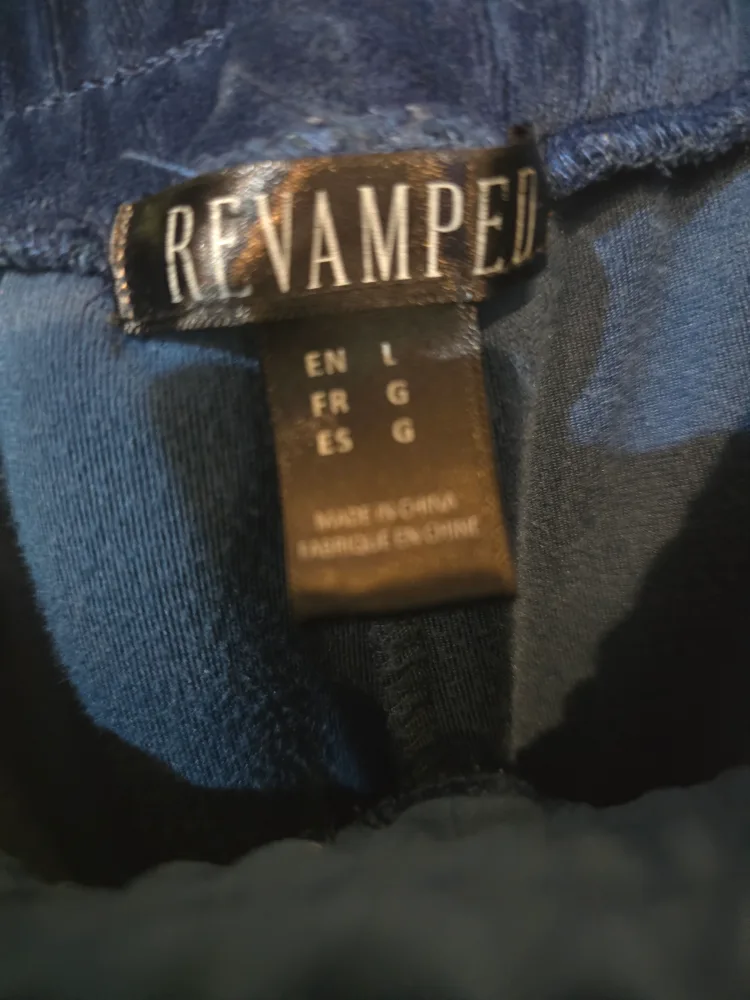 REVAMPED
EN L
FR G
ES G
MADE IN CHINA
FABRIQUÉ EN CHINE